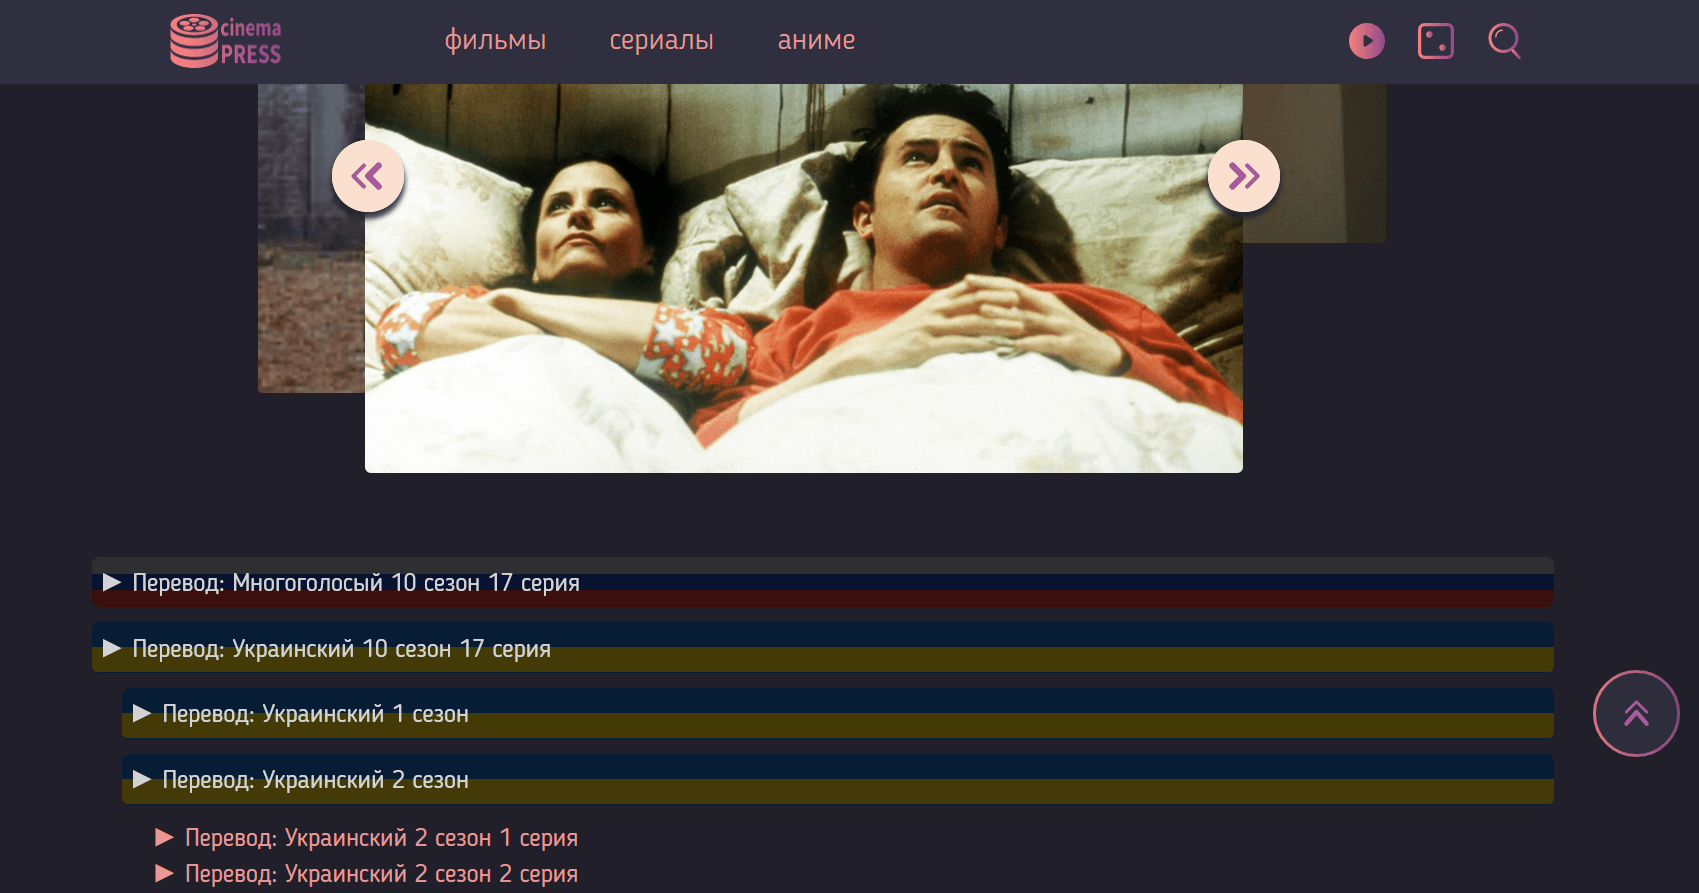 cinema
PRESS
фильмы сериалы аниме
Перевод: Многоголосый 10 сезон 17 серия
Перевод: Украинский 10 сезон 17 серия
Перевод: Украинский 1 сезон
Перевод: Украинский 2 сезон
Перевод: Украинский 2 сезон 1 серия
Перевод: Украинский 2 сезон 2 серия